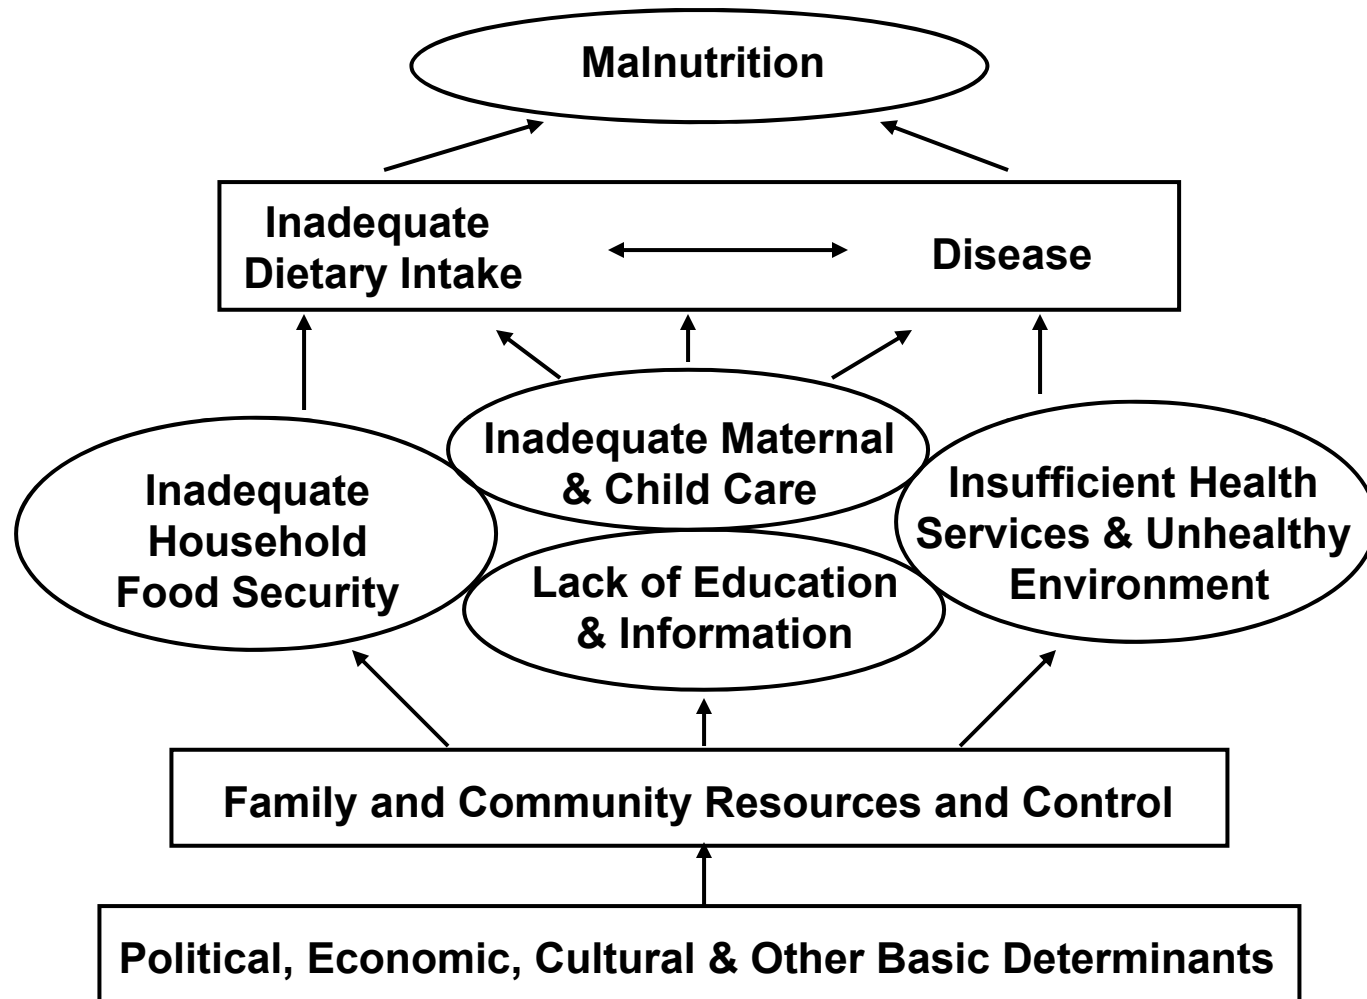 Malnutrition
Inadequate
Dietary Intake
Disease
Inadequate Maternal
& Child Care
Inadequate
Household
Food Security
Insufficient Health
Services & Unhealthy
Environment
Lack of Education
& Information
Family and Community Resources and Control
Political, Economic, Cultural & Other Basic Determinants